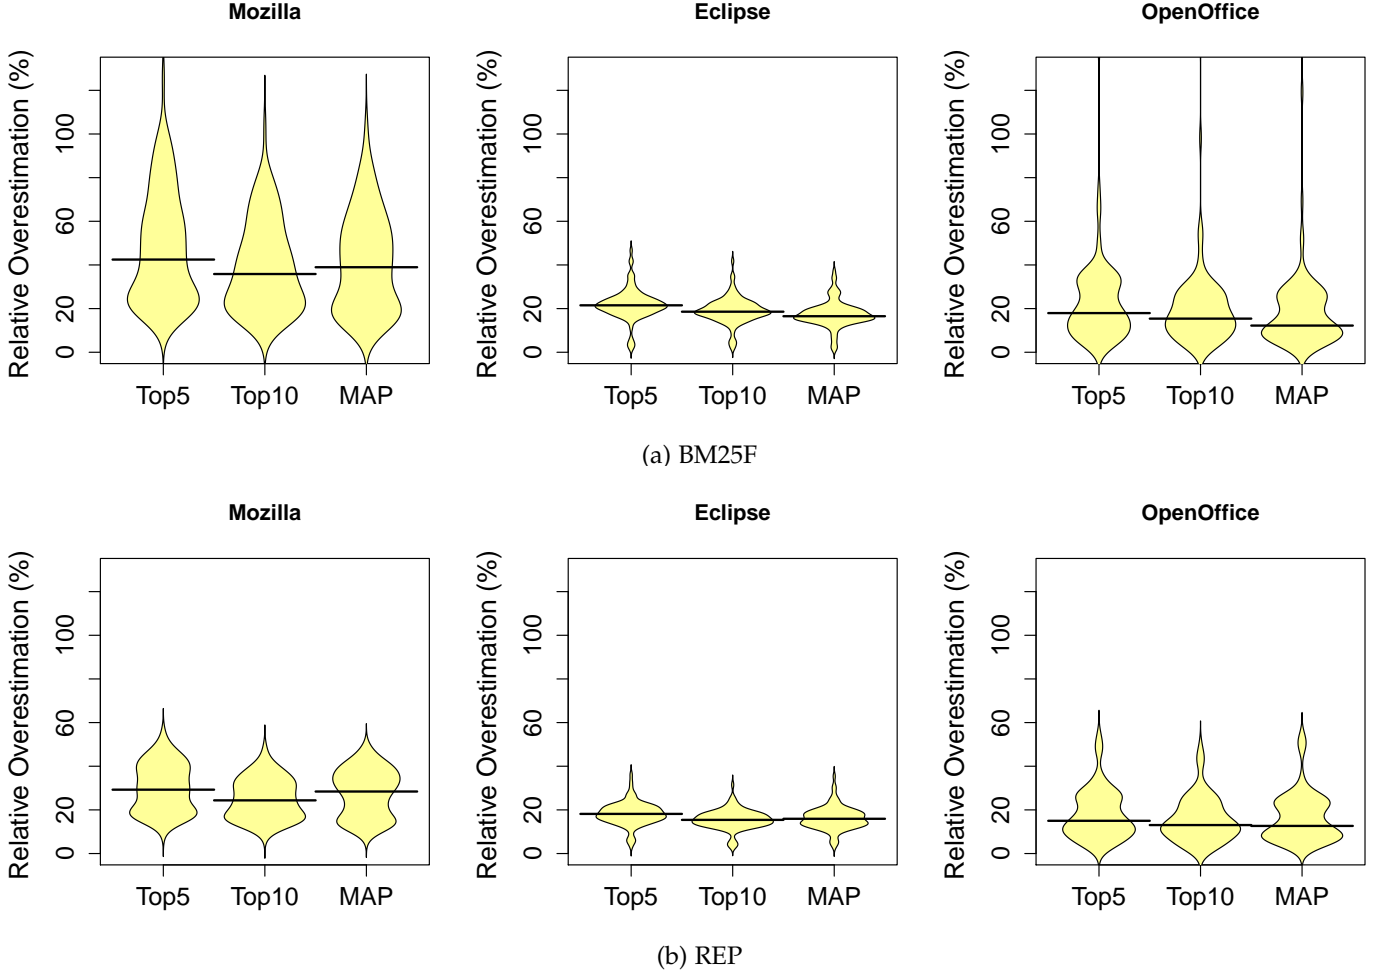 Mozilla
Eclipse
OpenOffice
Relative Overestimation (%)
0 20 60 100
Top5 Top10 MAP
Relative Overestimation (%)
0 20 60 100
Top5 Top10 MAP
Relative Overestimation (%)
0 20 60 100
Top5 Top10 MAP
(a) BM25F
Mozilla
Eclipse
OpenOffice
Relative Overestimation (%)
0 20 60 100
Top5 Top10 MAP
Relative Overestimation (%)
0 20 60 100
Top5 Top10 MAP
Relative Overestimation (%)
0 20 60 100
Top5 Top10 MAP
(b) REP